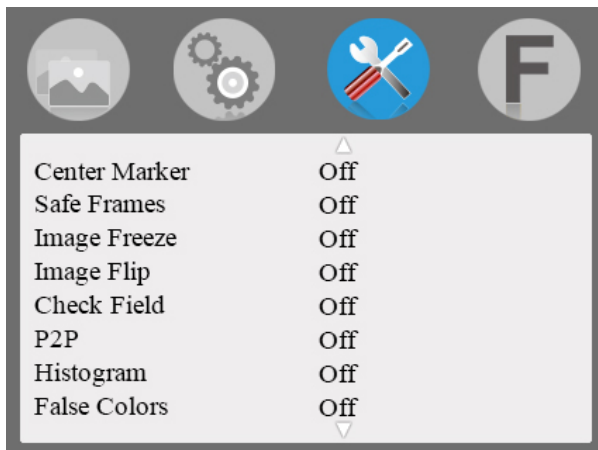 F
Center Marker Off
Safe Frames Off
Image Freeze Off
Image Flip Off
Check Field Off
P2P Off
Histogram Off
False Colors Off